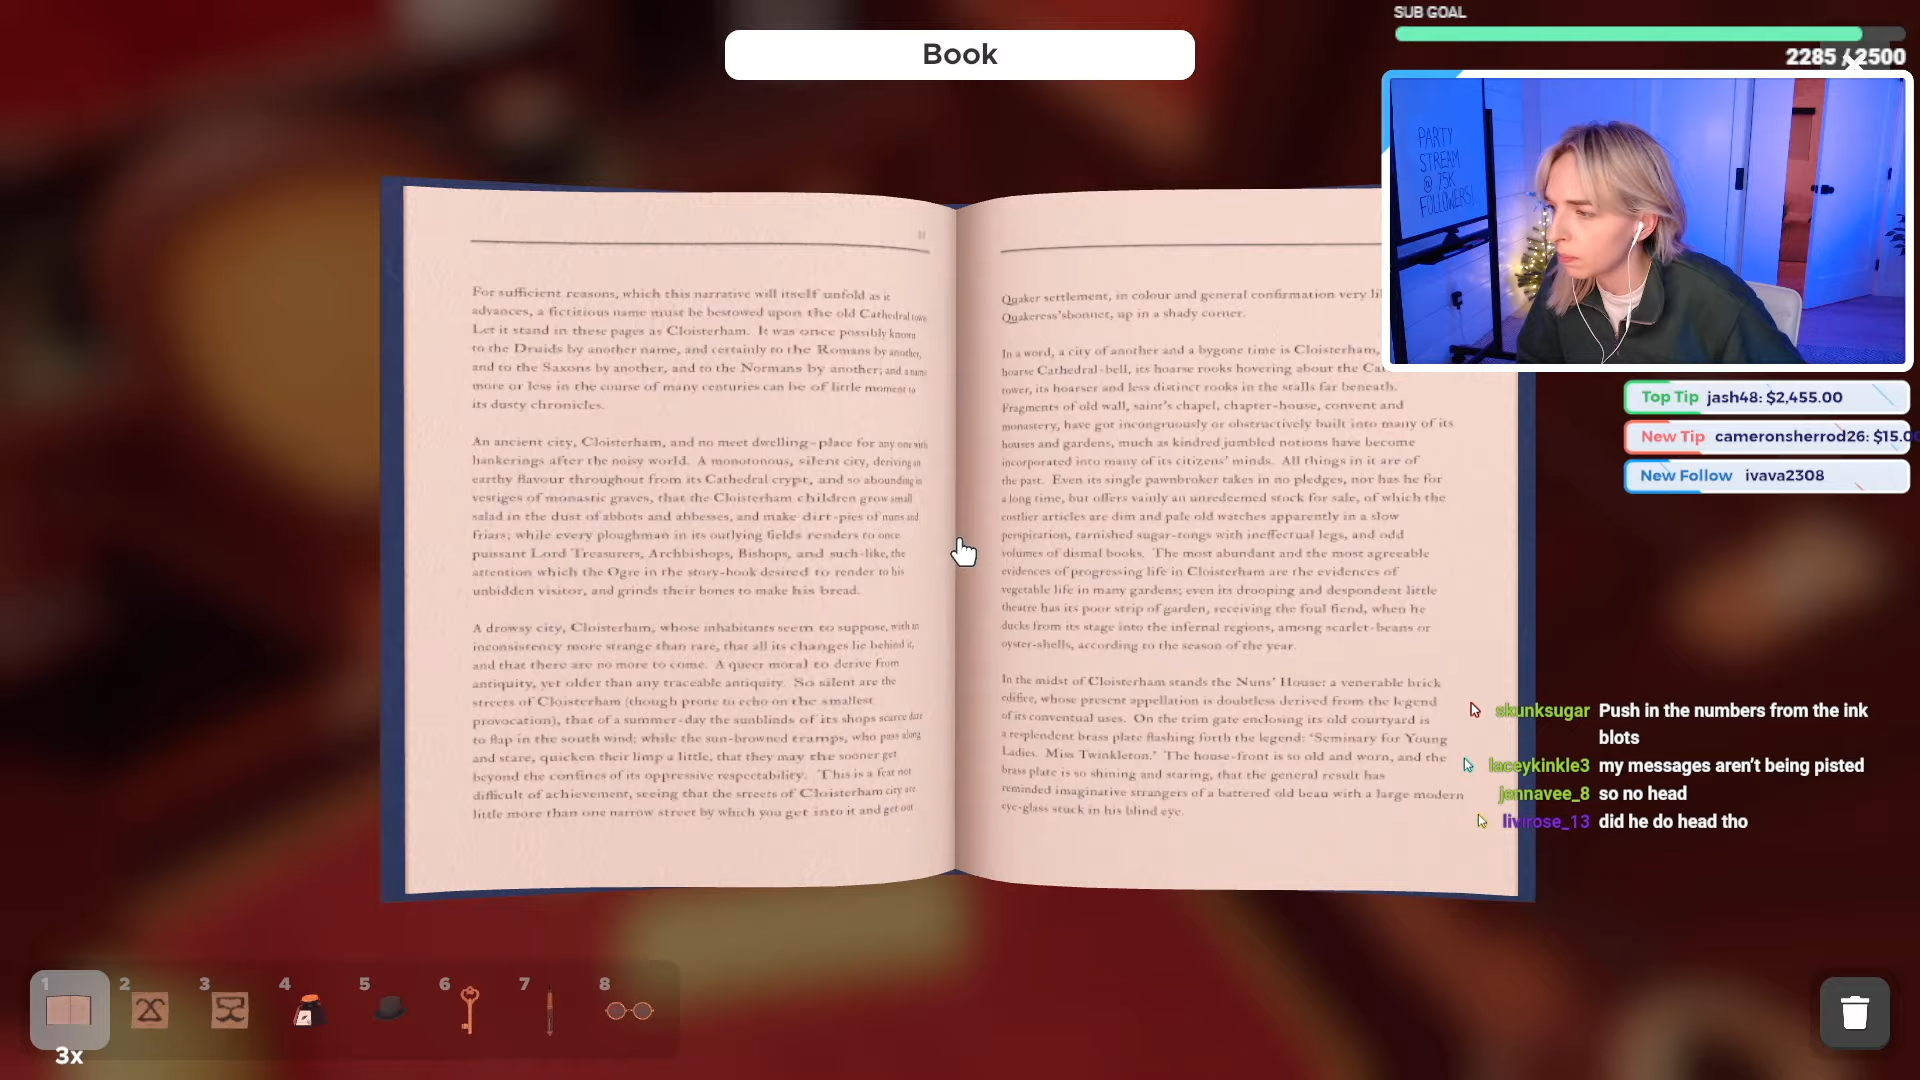 Book
SUB GOAL
2285 / 2500
PARTY
STREAM
@ 75K
FOLLOWERS!
For sufficient reasons, which this narrative will itself unfold as it
advances, a fictitious name must be bestowed upon the old Cathedral town.
Let it stand in these pages as Cloisterham. It was once possibly known
to the Druids by another name, and certainly to the Romans by another,
and to the Saxons by another, and to the Normans by another; and a name
more or less in the course of many centuries can be of little moment to
its dusty chronicles.
An ancient city, Cloisterham, and no meet dwelling-place for any one with
hankerings after the noisy world. A monotonous, silent city, deriving an
earthy flavour throughout from its Cathedral crypt, and so abounding in
vestiges of monastic graves, that the Cloisterham children grow small
salad in the dust of abbots and abbesses, and make dirt-pies of nuns and
friars; while every ploughman in its outlying fields renders to once
puissant Lord Treasurers, Archbishops, Bishops, and such-like, the
attention which the Ogre in the story-book desired to render to his
unbidden visitor, and grinds their bones to make his bread.
A drowsy city, Cloisterham, whose inhabitants seem to suppose, with an
inconsistency more strange than rare, that all its changes lie behind it,
and that there are no more to come. A queer moral to derive from
antiquity, yet older than any traceable antiquity. So silent are the
streets of Cloisterham (though prone to echo on the smallest
provocation), that of a summer-day the sunblinds of its shops scarce dare
to flap in the south wind; while the sun-browned tramps, who pass along
and stare, quicken their limp a little, that they may the sooner get
beyond the confines of its oppressive respectability. This is a feat not
difficult of achievement, seeing that the streets of Cloisterham city are
little more than one narrow street by which you get into it and get out
Quaker settlement, in colour and general confirmation very li
Quakeress'sbonnet, up in a shady corner.
In a word, a city of another and a bygone time is Cloisterham,
hoarse Cathedral-bell, its hoarse rooks hovering about the Ca
tower, its hoarser and less distinct rooks in the stalls far beneath.
Fragments of old wall, saint's chapel, chapter-house, convent and
monastery, have got incongruously or obstructively built into many of its
houses and gardens, much as kindred jumbled notions have become
incorporated into many of its citizens' minds. All things in it are of
the past. Even its single pawnbroker takes in no pledges, nor has he for
a long time, but offers vainly an unredeemed stock for sale, of which the
costlier articles are dim and pale old watches apparently in a slow
perspiration, tarnished sugar-tongs with ineffectual legs, and odd
volumes of dismal books. The most abundant and the most agreeable
evidences of progressing life in Cloisterham are the evidences of
vegetable life in many gardens; even its drooping and despondent little
theatre has its poor strip of garden, receiving the foul fiend, when he
ducks from its stage into the infernal regions, among scarlet-beans or
oyster-shells, according to the season of the year.
In the midst of Cloisterham stands the Nuns' House: a venerable brick
edifice, whose present appellation is doubtless derived from the legend
of its conventual uses. On the trim gate enclosing its old courtyard is
a resplendent brass plate flashing forth the legend: "Seminary for Young
Ladies. Miss Twinkleton." The house-front is so old and worn, and the
brass plate is so shining and staring, that the general result has
reminded imaginative strangers of a battered old beau with a large modern
eye-glass stuck in his blind eye.
Top Tip jash48: $2,455.00
New Tip cameronsherrod26: $15.0
New Follow ivava2308
skunksugar Push in the numbers from the ink
blots
laceykinkle3 my messages aren't being pisted
jennavee_8 so no head
livirose_13 did he do head tho
1 2 3 4 5 6 7 8
3x